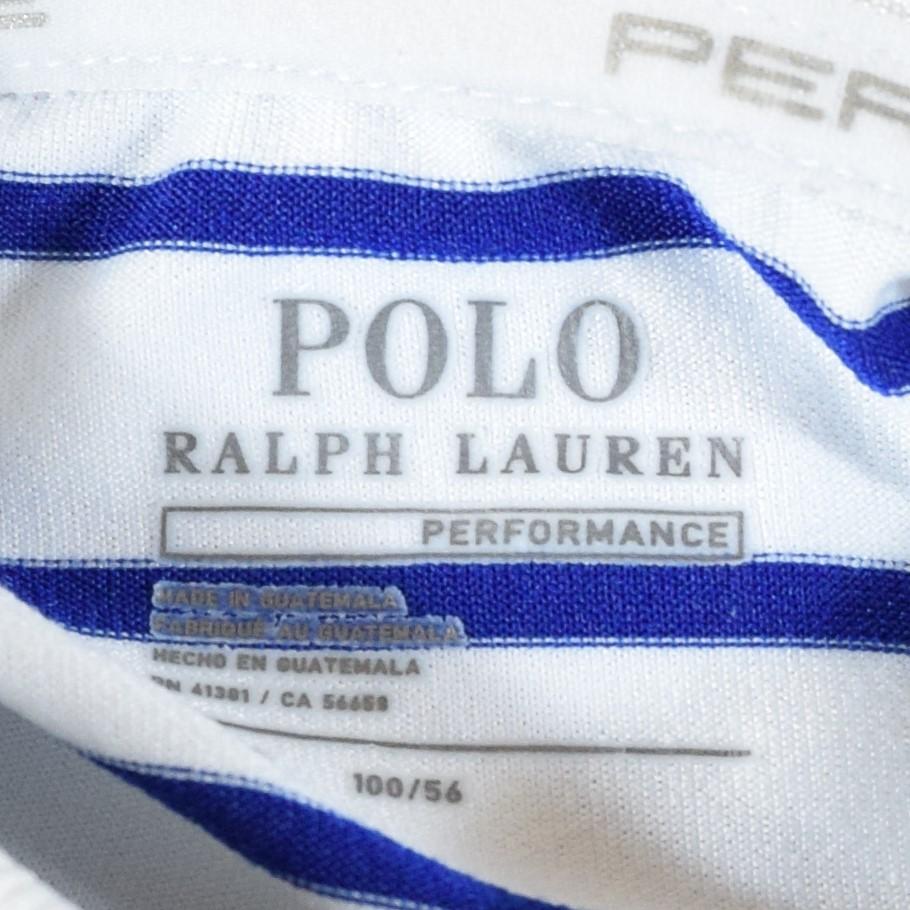 PER
POLO
RALPH LAUREN
PERFORMANCE
MADE IN GUATEMALA
FABRIQUÉ AU GUATEMALA
HECHO EN GUATEMALA
RN 41381 / CA 56658
100/56